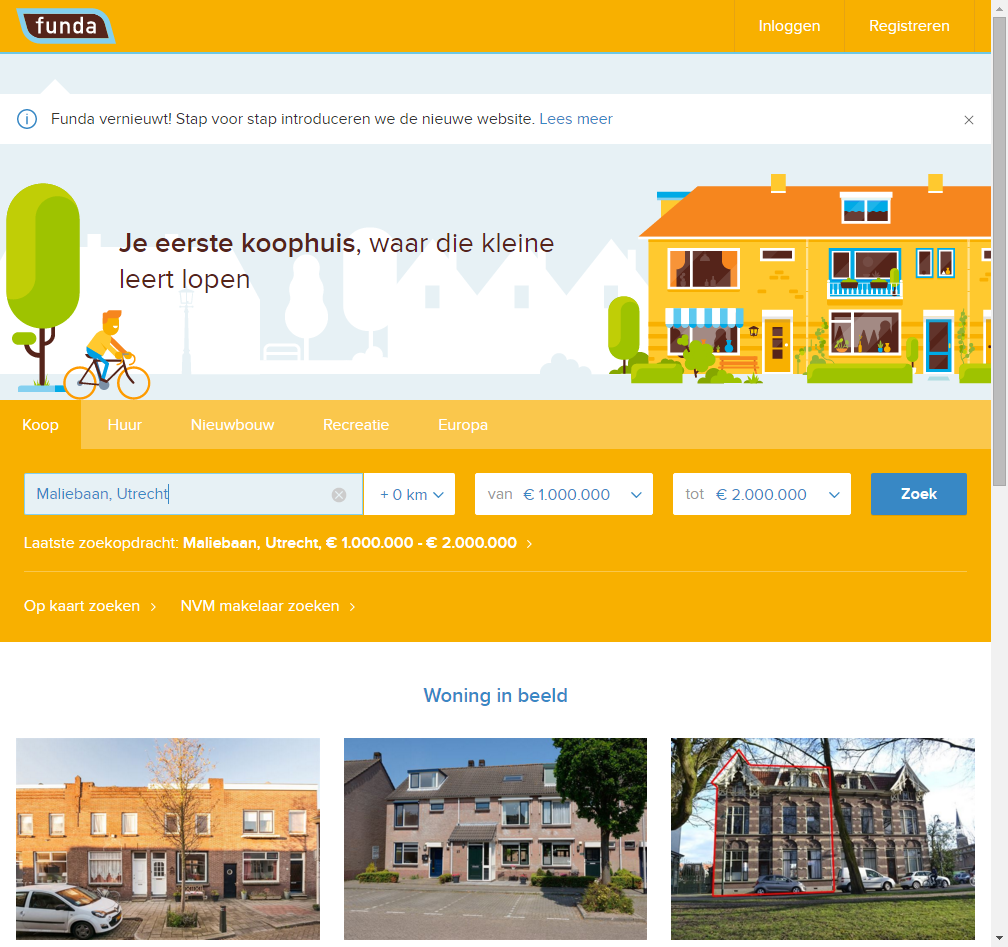 funda
Inloggen
Registreren
Funda vernieuwt! Stap voor stap introduceren we de nieuwe website. Lees meer
Je eerste koophuis, waar die kleine
leert lopen
Koop
Huur
Nieuwbouw
Recreatie
Europa
Maliebaan, Utrecht
+ 0 km
van € 1.000.000
tot € 2.000.000
Zoek
Laatste zoekopdracht: Maliebaan, Utrecht, € 1.000.000 - € 2.000.000
Op kaart zoeken
NVM makelaar zoeken
Woning in beeld